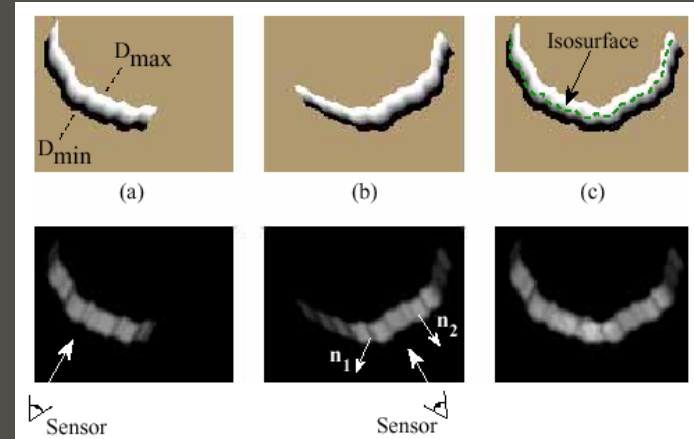 Dmax
Dmin
Isosurface
(a)
(b)
(c)
n1
n2
Sensor
Sensor